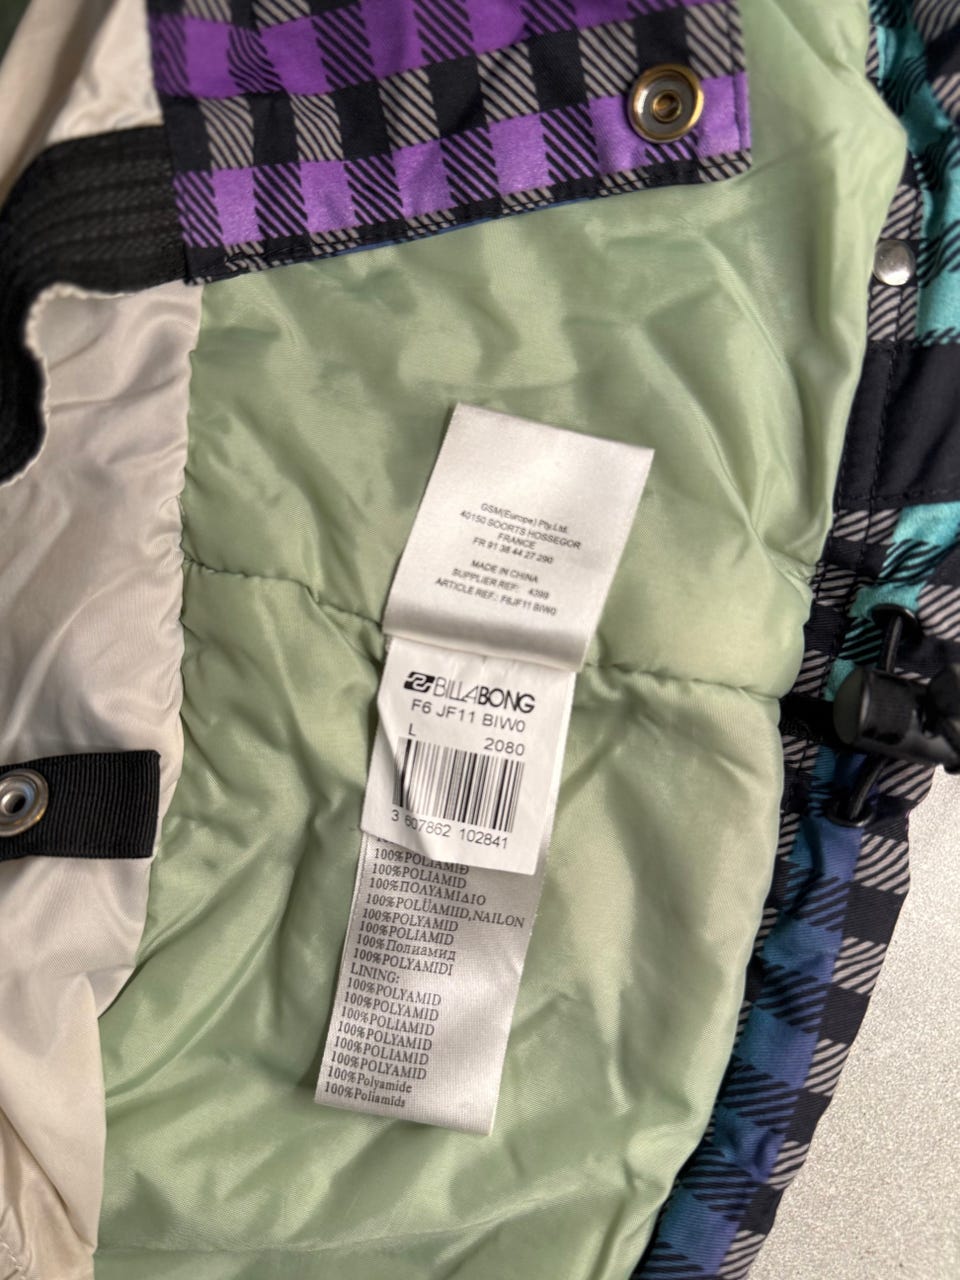 GSM(Europe) Pty.Ltd.
40150 SOORTS HOSSEGOR
FRANCE
FR 91 38 44 27 290
MADE IN CHINA
SUPPLIER REF: 4399
ARTICLE REF.: F6JF11 BIW0
BILLABONG
F6 JF11 BIW0
L 2080
3 607862 102841
100%POLIAMID
100%POLIAMID
100%ΠΟΛΥΑΜΙΔΙΟ
100%POLÜAMIID,NAILON
100%POLYAMID
100%POLIAMID
100%Полиамид
100%POLYAMIDI
LINING:
100%POLYAMID
100%POLYAMID
100%POLIAMID
100%POLYAMID
100%POLIAMID
100%POLYAMID
100%Polyamide
100%Poliamīds